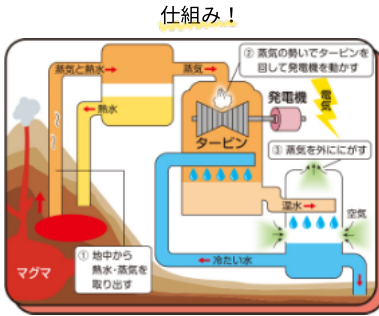 仕組み！
② 蒸気の勢いでタービンを
回して発電機を動かす
蒸気と熱水
蒸気
熱水
発電機
電気
タービン
③ 蒸気を外ににがす
温水
空気
① 地中から
熱水・蒸気を
取り出す
冷たい水
マグマ